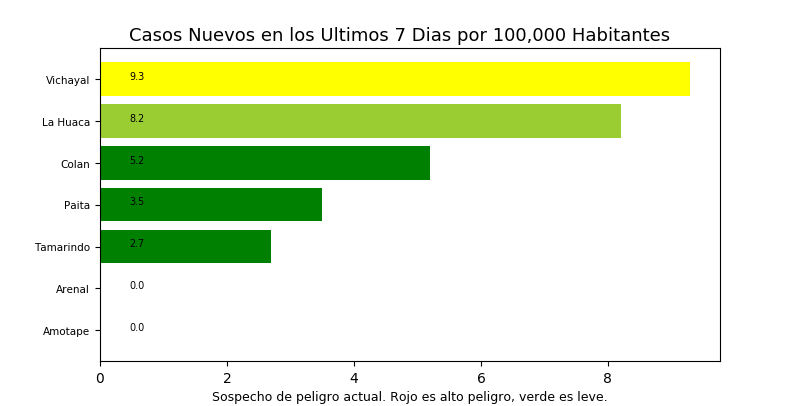 Casos Nuevos en los Ultimos 7 Dias por 100,000 Habitantes
Vichayal 9.3
La Huaca 8.2
Colan 5.2
Paita 3.5
Tamarindo 2.7
Arenal 0.0
Amotape 0.0
0 2 4 6 8
Sospecho de peligro actual. Rojo es alto peligro, verde es leve.